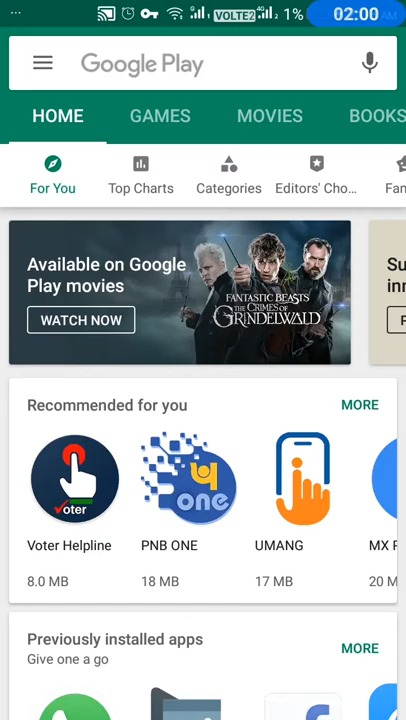 VOLTE2 1% 02:00
Google Play
HOME GAMES MOVIES BOOKS
For You Top Charts Categories Editors' Cho...
Available on Google
Play movies
WATCH NOW
FANTASTIC BEASTS
THE CRIMES OF
GRINDELWALD
Recommended for you MORE
Voter
one
Voter Helpline PNB ONE UMANG
8.0 MB 18 MB 17 MB
Previously installed apps MORE
Give one a go